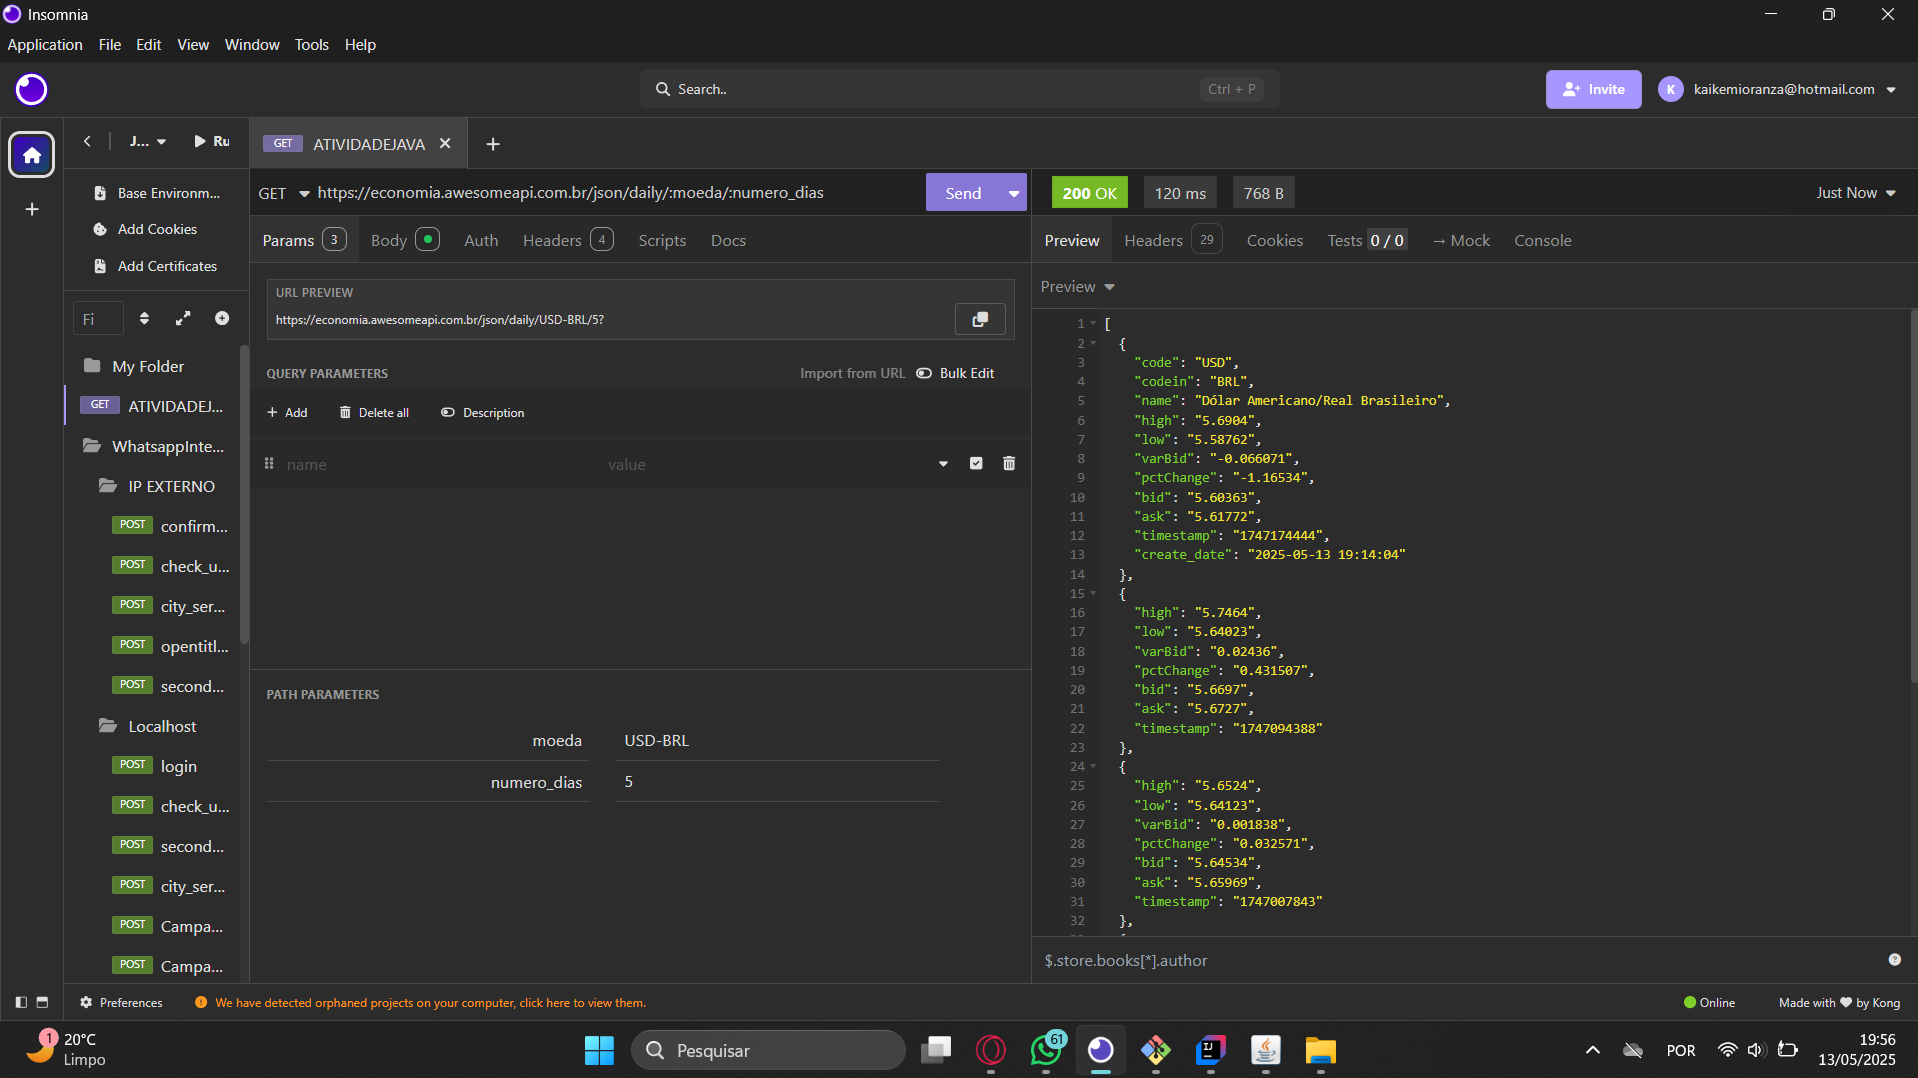 Insomnia
Application File Edit View Window Tools Help
Search.. Ctrl + P
Invite
K kaikemioranza@hotmail.com
J... Ru
GET ATIVIDADEJAVA
Base Environm...
Add Cookies
Add Certificates
Fi
My Folder
GET ATIVIDADEJ...
WhatsappInte...
IP EXTERNO
POST confirm...
POST check_u...
POST city_ser...
POST opentitl...
POST second...
Localhost
POST login
POST check_u...
POST second...
POST city_ser...
POST Campa...
POST Campa...
GET https://economia.awesomeapi.com.br/json/daily/:moeda/:numero_dias Send
Params 3 Body Auth Headers 4 Scripts Docs
URL PREVIEW
https://economia.awesomeapi.com.br/json/daily/USD-BRL/5?
QUERY PARAMETERS Import from URL Bulk Edit
Add Delete all Description
name value
PATH PARAMETERS
moeda USD-BRL
numero_dias 5
200 OK 120 ms 768 B Just Now
Preview Headers 29 Cookies Tests 0 / 0 → Mock Console
Preview
1 [
2 {
3 "code": "USD",
4 "codein": "BRL",
5 "name": "Dólar Americano/Real Brasileiro",
6 "high": "5.6904",
7 "low": "5.58762",
8 "varBid": "-0.066071",
9 "pctChange": "-1.16534",
10 "bid": "5.60363",
11 "ask": "5.61772",
12 "timestamp": "1747174444",
13 "create_date": "2025-05-13 19:14:04"
14 },
15 {
16 "high": "5.7464",
17 "low": "5.64023",
18 "varBid": "0.02436",
19 "pctChange": "0.431507",
20 "bid": "5.6697",
21 "ask": "5.6727",
22 "timestamp": "1747094388"
23 },
24 {
25 "high": "5.6524",
26 "low": "5.64123",
27 "varBid": "0.001838",
28 "pctChange": "0.032571",
29 "bid": "5.64534",
30 "ask": "5.65969",
31 "timestamp": "1747007843"
32 },
$.store.books[*].author
Preferences We have detected orphaned projects on your computer, click here to view them. Online Made with ❤ by Kong
1 20°C
Limpo
Pesquisar
61
POR
19:56
13/05/2025